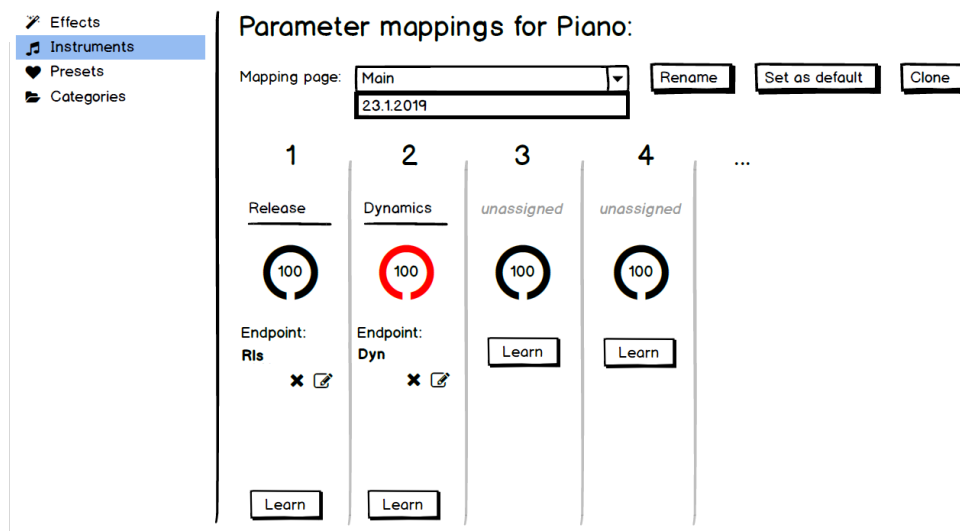 Effects
Instruments
Presets
Categories
Parameter mappings for Piano:
Mapping page:
Main
Rename
Set as default
Clone
23.1.2019
1
2
3
4
...
Release
Dynamics
unassigned
unassigned
100
100
100
100
Endpoint:
Rls
Endpoint:
Dyn
Learn
Learn
Learn
Learn